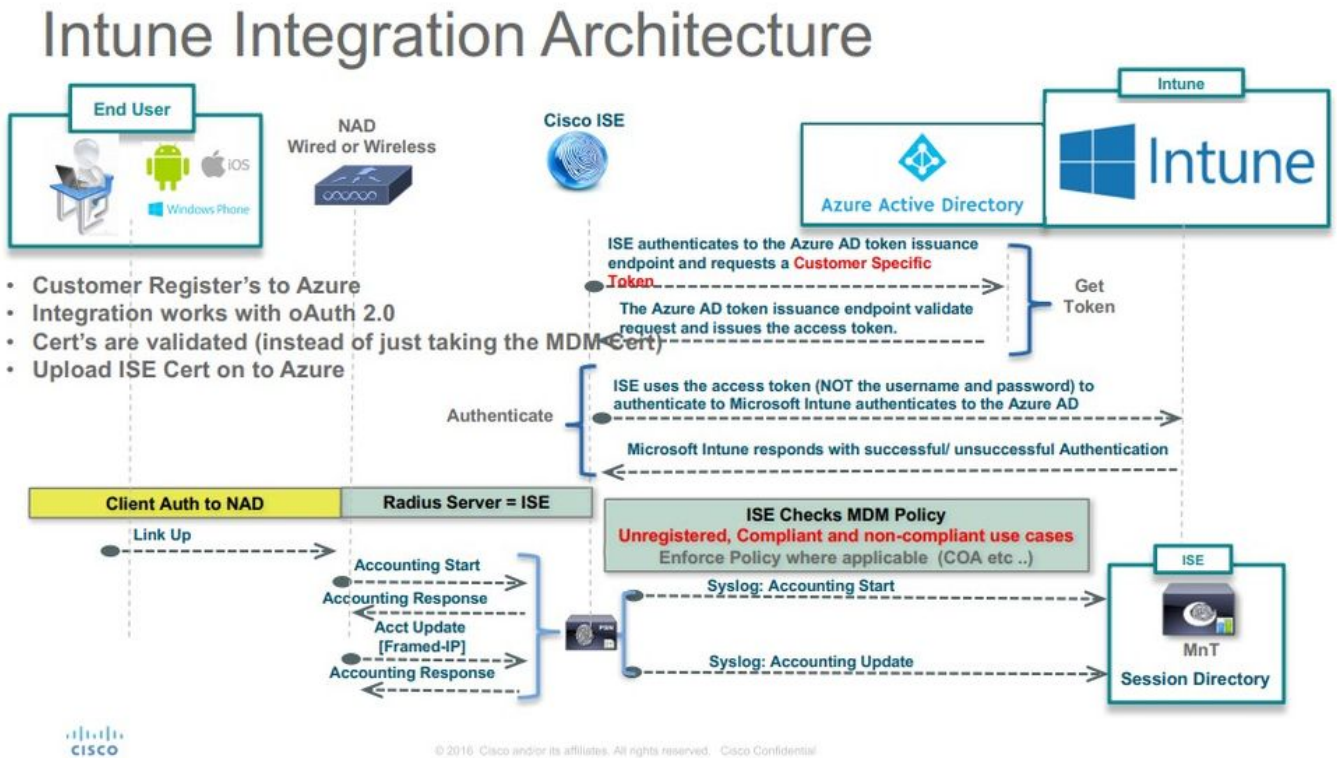 Intune Integration Architecture
End User
iOS
Windows Phone
NAD
Wired or Wireless
Cisco ISE
Azure Active Directory
Intune
Intune
ISE authenticates to the Azure AD token issuance
endpoint and requests a Customer Specific
Token
The Azure AD token issuance endpoint validate
request and issues the access token.
Get
Token
• Customer Register's to Azure
• Integration works with oAuth 2.0
• Cert's are validated (instead of just taking the MDM Cert)
• Upload ISE Cert on to Azure
Authenticate
ISE uses the access token (NOT the username and password) to
authenticate to Microsoft Intune authenticates to the Azure AD
Microsoft Intune responds with successful/ unsuccessful Authentication
Client Auth to NAD
Radius Server = ISE
ISE Checks MDM Policy
Unregistered, Compliant and non-compliant use cases
Enforce Policy where applicable (COA etc ..)
Link Up
Accounting Start
Accounting Response
Acct Update
[Framed-IP]
Accounting Response
PSN
Syslog: Accounting Start
Syslog: Accounting Update
ISE
MnT
Session Directory
CISCO
© 2016 Cisco and/or its affiliates. All rights reserved. Cisco Confidential